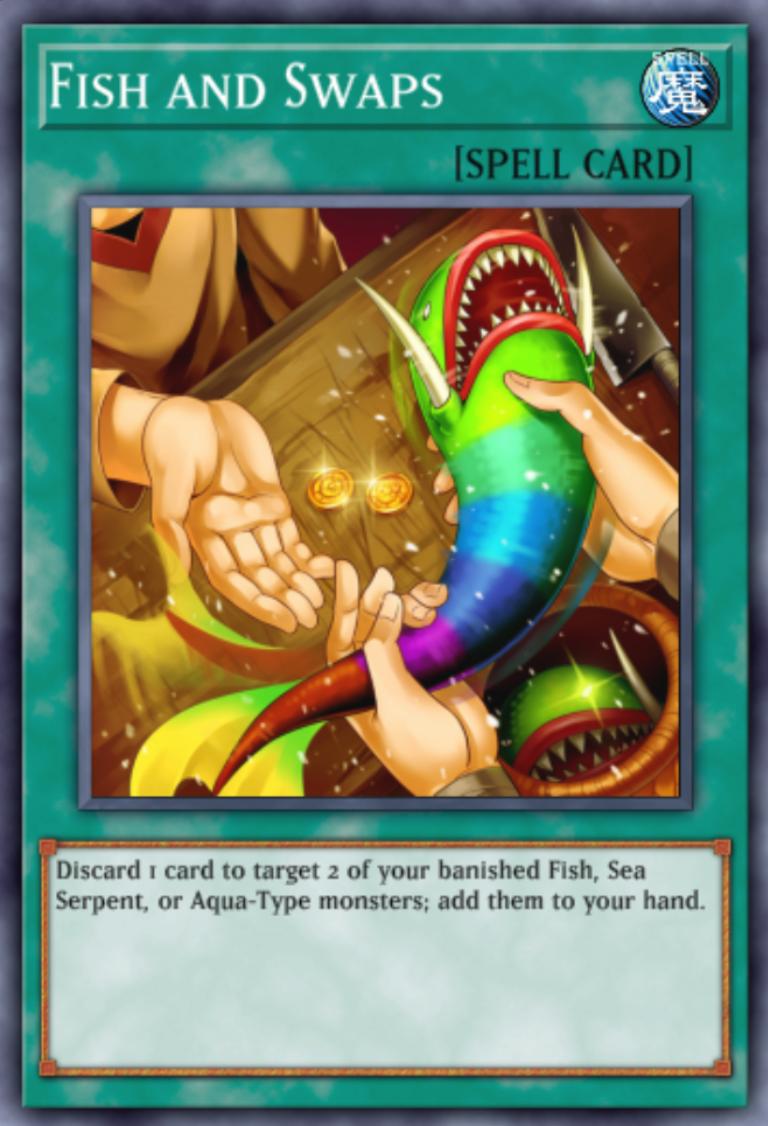 FISH AND SWAPS
SPELL
魔
[SPELL CARD]
Discard 1 card to target 2 of your banished Fish, Sea
Serpent, or Aqua-Type monsters; add them to your hand.